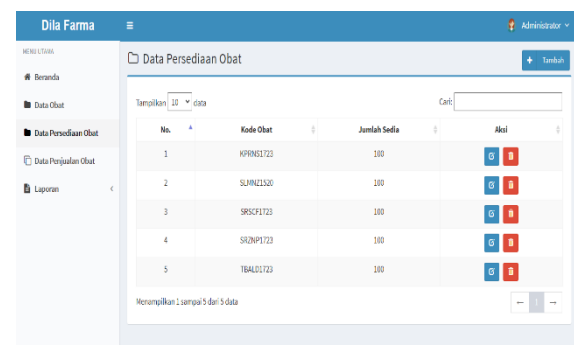 Dila Farma
Administrator
MENU UTAMA
Beranda
Data Obat
Data Persediaan Obat
Data Penjualan Obat
Laporan
Data Persediaan Obat
+ Tambah
Tampilkan 10 data
Cari:
No. Kode Obat Jumlah Sedia Aksi
1 KPRNS1723 100
2 SLMNZ1520 100
3 SRSCF1723 100
4 SRZNP1723 100
5 TBALD1723 100
Menampilkan 1 sampai 5 dari 5 data
← 1 →